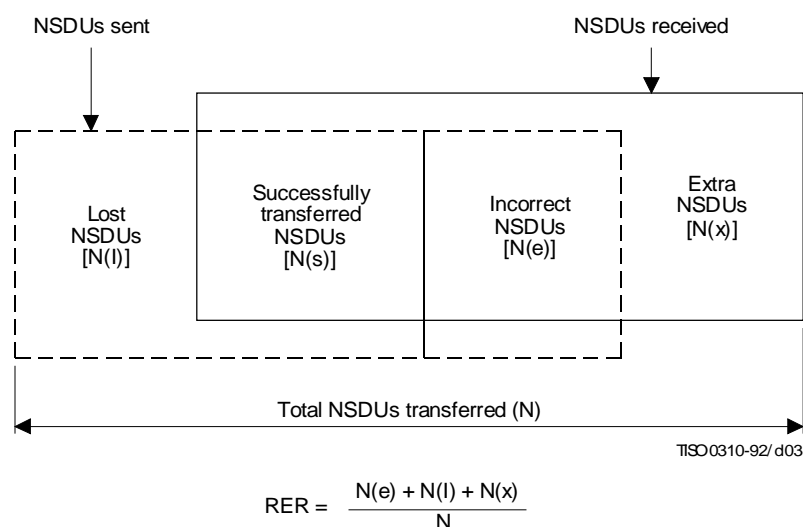 NSDUs sent
NSDUs received
Lost
NSDUs
[N(l)]
Successfully
transferred
NSDUs
[N(s)]
Incorrect
NSDUs
[N(e)]
Extra
NSDUs
[N(x)]
Total NSDUs transferred (N)
TISO0310-92/d03
RER = N(e) + N(l) + N(x)
N